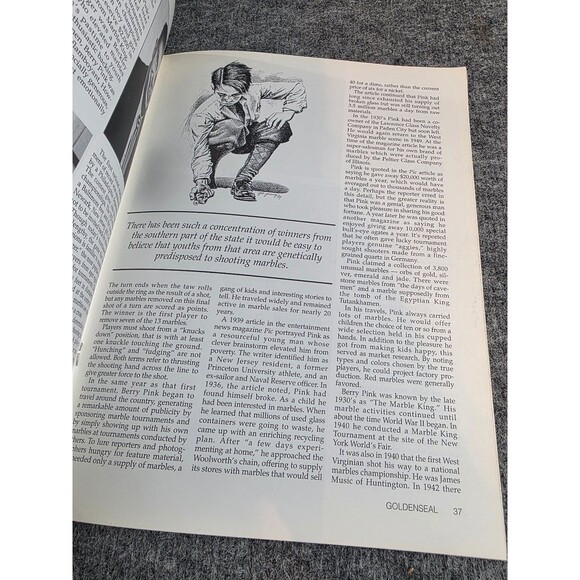 There has been such a concentration of winners from
the southern part of the state it would be easy to
believe that youths from that area are genetically
predisposed to shooting marbles.
The turn ends when the taw rolls
outside the ring as the result of a shot,
but any marbles removed on this final
shot of a turn are scored as points.
The winner is the first player to
remove seven of the 13 marbles.
Players must shoot from a "knucks
down" position, that is with at least
one knuckle touching the ground.
"Hunching" and "fudging" are not
allowed. Both terms refer to thrusting
the shooting hand across the line to
give greater force to the shot.
In the same year as that first
tournament, Berry Pink began to
travel around the country, generating
a remarkable amount of publicity by
sponsoring marble tournaments and
by simply showing up with his own
marbles at tournaments conducted by
others. To lure reporters and photog-
phers hungry for feature material,
needed only a supply of marbles, a
gang of kids and interesting stories to
tell. He traveled widely and remained
active in marble sales for nearly 20
years.
A 1939 article in the entertainment
news magazine Pic portrayed Pink as
a resourceful young man whose
clever brainstorm elevated him from
poverty. The writer identified him as
a New Jersey resident, a former
Princeton University athlete, and an
ex-sailor and Naval Reserve officer. In
1936, the article noted, Pink had
found himself broke. As a child he
had been interested in marbles. When
he learned that millions of used glass
containers were going to waste, he
came up with an enriching recycling
plan. After "a few days experi-
menting at home," he approached the
Woolworth's chain, offering to supply
its stores with marbles that would sell
40 for a dime, rather than the current
price of six for a nickel.
The article continued that Pink had
long since exhausted his supply of
broken glass but was still turning out
3.5 million marbles a day from raw
materials.
In the 1930's Pink had been a co-
owner of the Lawrence Glass Novelty
Company in Paden City but soon left.
He would again return to the West
Virginia marble scene in 1949. At the
time of the magazine article he was a
super-salesman for his own brand of
marbles which were actually pro-
duced by the Peltier Glass Company
of Illinois.
Pink is quoted in the Pic article as
saying he gave away $20,000 worth of
marbles a year, which would have
averaged out to thousands of marbles
a day. Perhaps the reporter erred in
this detail, but the greater reality is
that Pink was a genial, generous man
who took pleasure in sharing his good
fortune. A year later he was quoted in
another magazine as saying he
enjoyed giving away 10,000 special
bull's-eye agates a year. It's reported
that he often gave lucky tournament
players genuine "aggies," highly
sought shooters made from a fine-
grained quartz in Germany.
Pink claimed a collection of 3,800
unusual marbles — orbs of gold, sil-
ver, emerald and jade. There were
stone marbles from "the days of cave-
men" and a marble supposedly from
the tomb of the Egyptian King
Tutankhamen.
In his travels, Pink always carried
lots of marbles. He would offer
children the choice of ten or so from a
wide selection held in his cupped
hands. In addition to the pleasure he
got from making kids happy, this
served as market research. By noting
types and colors chosen by the true
players, he could project factory pro-
duction. Red marbles were generally
favored.
Berry Pink was known by the late
1930's as "The Marble King." His
marble activities continued until
about the time World War II began. In
1940 he conducted a Marble King
Tournament at the site of the New
York World's Fair.
It was also in 1940 that the first West
Virginian shot his way to a national
marbles championship. He was James
Music of Huntington. In 1942 there
GOLDENSEAL 37